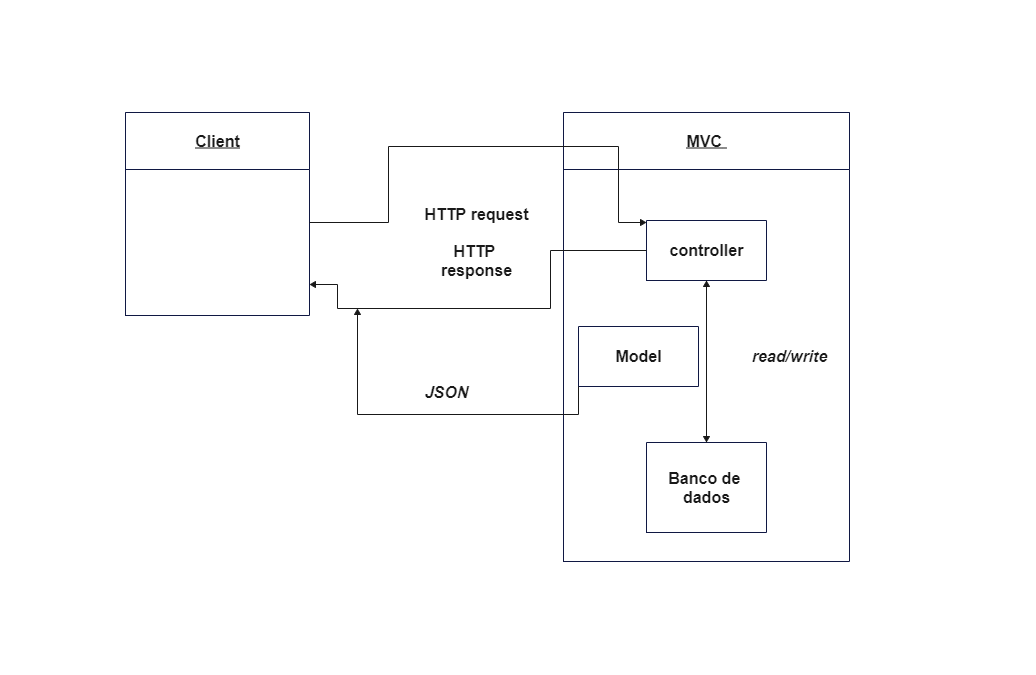 Client
MVC
HTTP request
HTTP
response
controller
Model
read/write
JSON
Banco de
dados